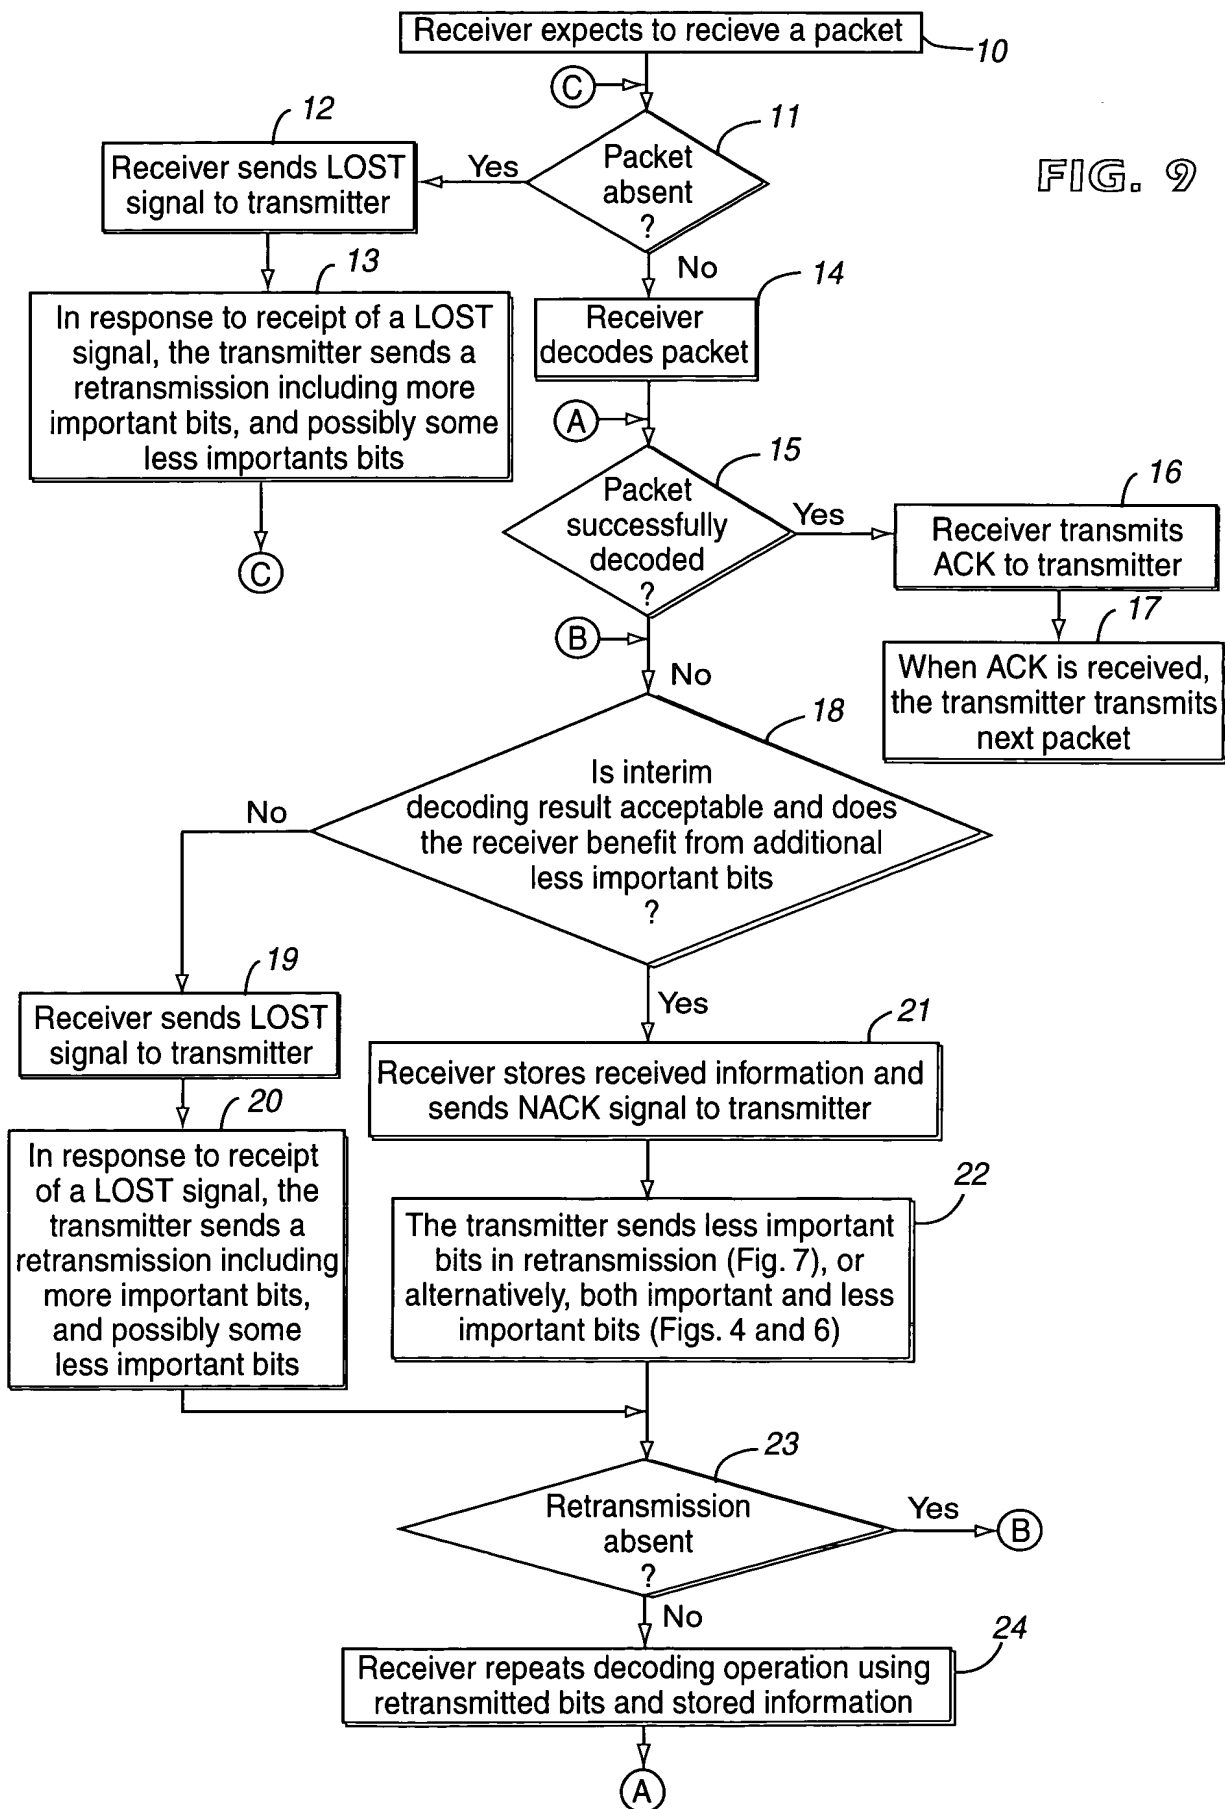 Receiver expects to recieve a packet
10
C
11
Packet
absent
?
Yes
12
Receiver sends LOST
signal to transmitter
FIG. 9
13
In response to receipt of a LOST
signal, the transmitter sends a
retransmission including more
important bits, and possibly some
less importants bits
C
No
14
Receiver
decodes packet
A
15
Packet
successfully
decoded
?
Yes
16
Receiver transmits
ACK to transmitter
17
When ACK is received,
the transmitter transmits
next packet
B
No
18
Is interim
decoding result acceptable and does
the receiver benefit from additional
less important bits
?
No
19
Receiver sends LOST
signal to transmitter
20
In response to receipt
of a LOST signal, the
transmitter sends a
retransmission including
more important bits,
and possibly some
less important bits
Yes
21
Receiver stores received information and
sends NACK signal to transmitter
22
The transmitter sends less important
bits in retransmission (Fig. 7), or
alternatively, both important and less
important bits (Figs. 4 and 6)
23
Retransmission
absent
?
Yes
B
No
24
Receiver repeats decoding operation using
retransmitted bits and stored information
A